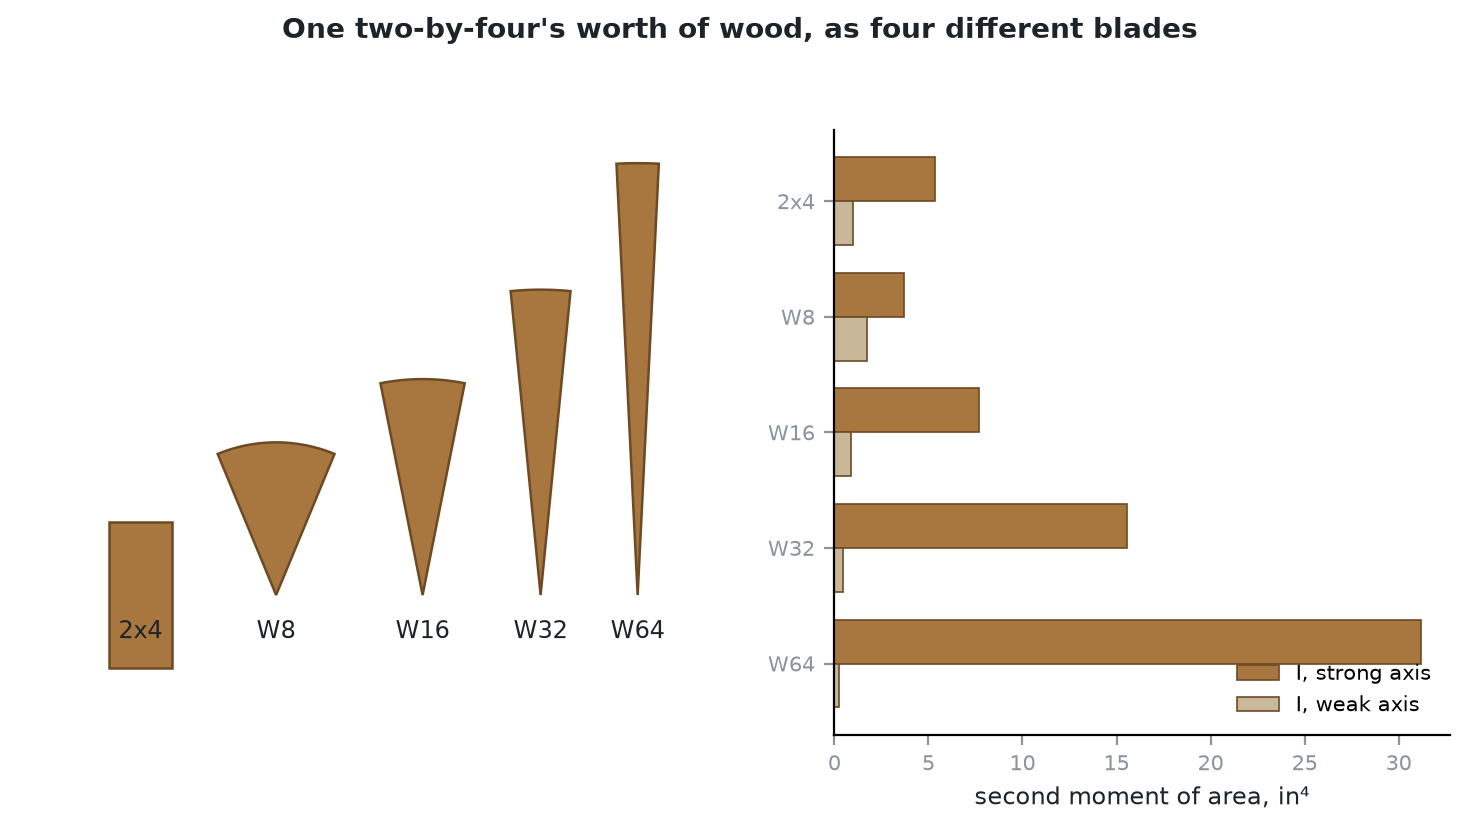 One two-by-four's worth of wood, as four different blades
2x4
W8
W16
W32
W64
2x4
W8
W16
W32
W64
I, strong axis
I, weak axis
0 5 10 15 20 25 30
second moment of area, in⁴